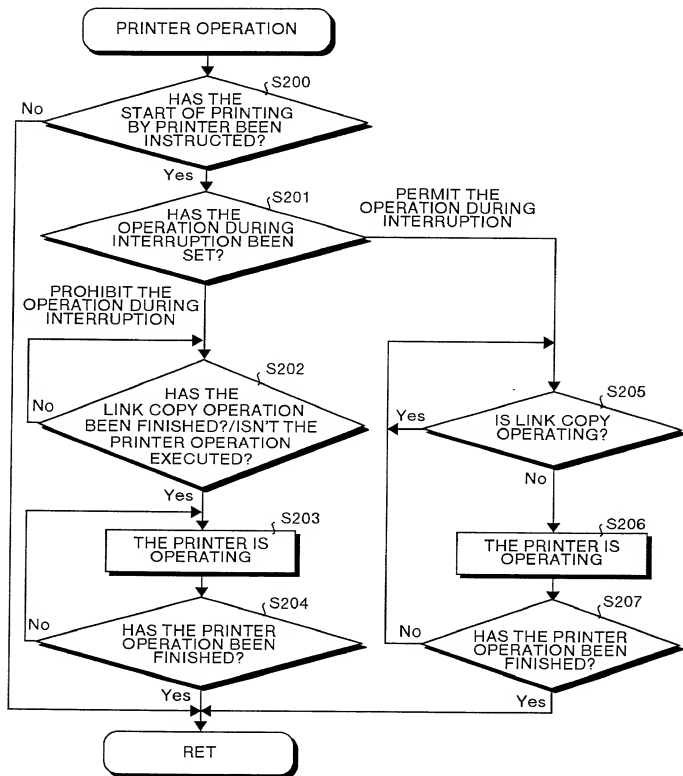 PRINTER OPERATION
S200
No
HAS THE
START OF PRINTING
BY PRINTER BEEN
INSTRUCTED?
Yes
S201
HAS THE
OPERATION DURING
INTERRUPTION BEEN
SET?
PERMIT THE
OPERATION DURING
INTERRUPTION
PROHIBIT THE
OPERATION DURING
INTERRUPTION
S202
HAS THE
LINK COPY OPERATION
BEEN FINISHED?/ISN'T THE
PRINTER OPERATION
EXECUTED?
No
Yes
S205
Yes
IS LINK COPY
OPERATING?
No
S203
THE PRINTER IS
OPERATING
S206
THE PRINTER IS
OPERATING
S204
No
HAS THE PRINTER
OPERATION BEEN
FINISHED?
Yes
S207
No
HAS THE PRINTER
OPERATION BEEN
FINISHED?
Yes
RET